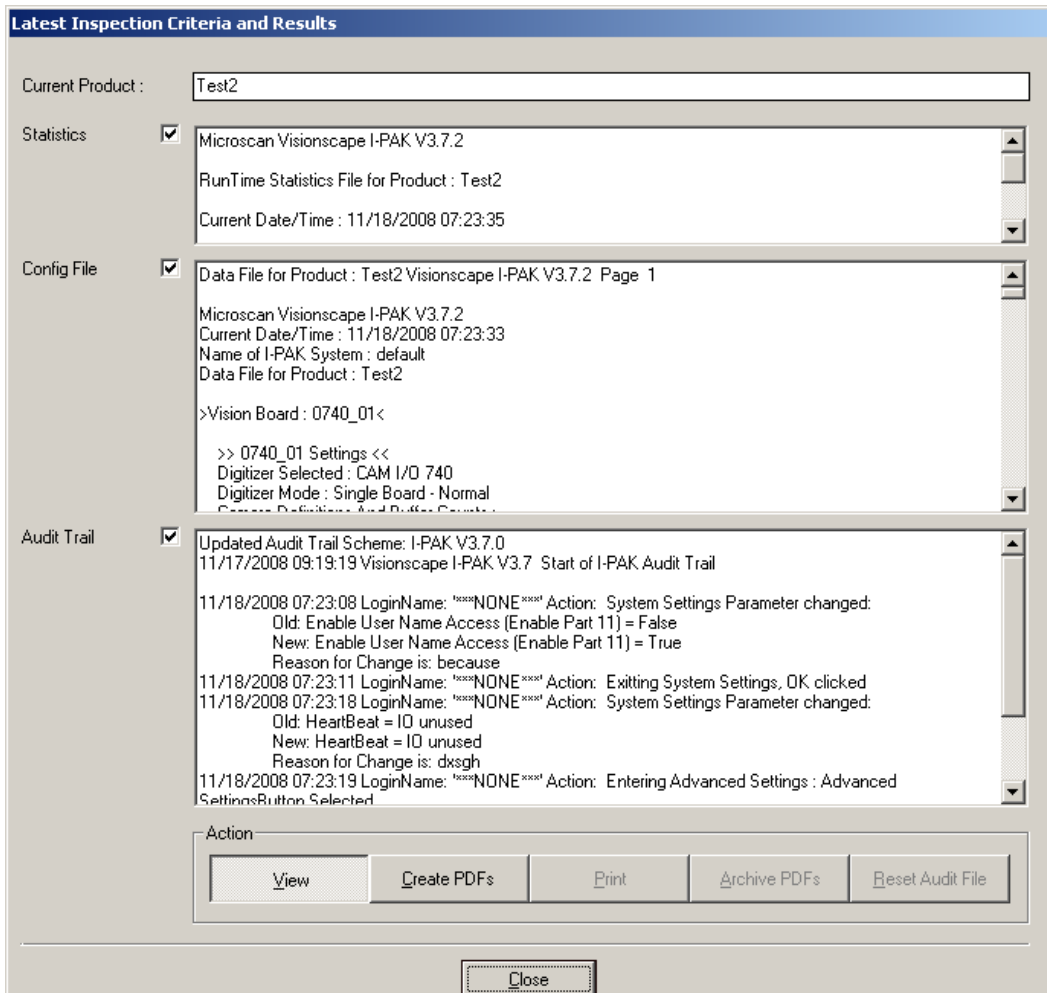 Latest Inspection Criteria and Results
Current Product :
Test2
Statistics
Microscan Visionscape I-PAK V3.7.2
RunTime Statistics File for Product : Test2
Current Date/Time : 11/18/2008 07:23:35
Config File
Data File for Product : Test2 Visionscape I-PAK V3.7.2 Page 1
Microscan Visionscape I-PAK V3.7.2
Current Date/Time : 11/18/2008 07:23:33
Name of I-PAK System : default
Data File for Product : Test2
>Vision Board : 0740_01<
>> 0740_01 Settings <<
Digitizer Selected : CAM I/O 740
Digitizer Mode : Single Board - Normal
Camera Definitions And Buffer Counts :
Audit Trail
Updated Audit Trail Scheme: I-PAK V3.7.0
11/17/2008 09:19:19 Visionscape I-PAK V3.7 Start of I-PAK Audit Trail
11/18/2008 07:23:08 LoginName: '***NONE***' Action: System Settings Parameter changed:
Old: Enable User Name Access (Enable Part 11) = False
New: Enable User Name Access (Enable Part 11) = True
Reason for Change is: because
11/18/2008 07:23:11 LoginName: '***NONE***' Action: Exitting System Settings, OK clicked
11/18/2008 07:23:18 LoginName: '***NONE***' Action: System Settings Parameter changed:
Old: HeartBeat = IO unused
New: HeartBeat = IO unused
Reason for Change is: dxsgh
11/18/2008 07:23:19 LoginName: '***NONE***' Action: Entering Advanced Settings : Advanced
SettingsButton Selected
Action
View
Create PDFs
Print
Archive PDFs
Reset Audit File
Close